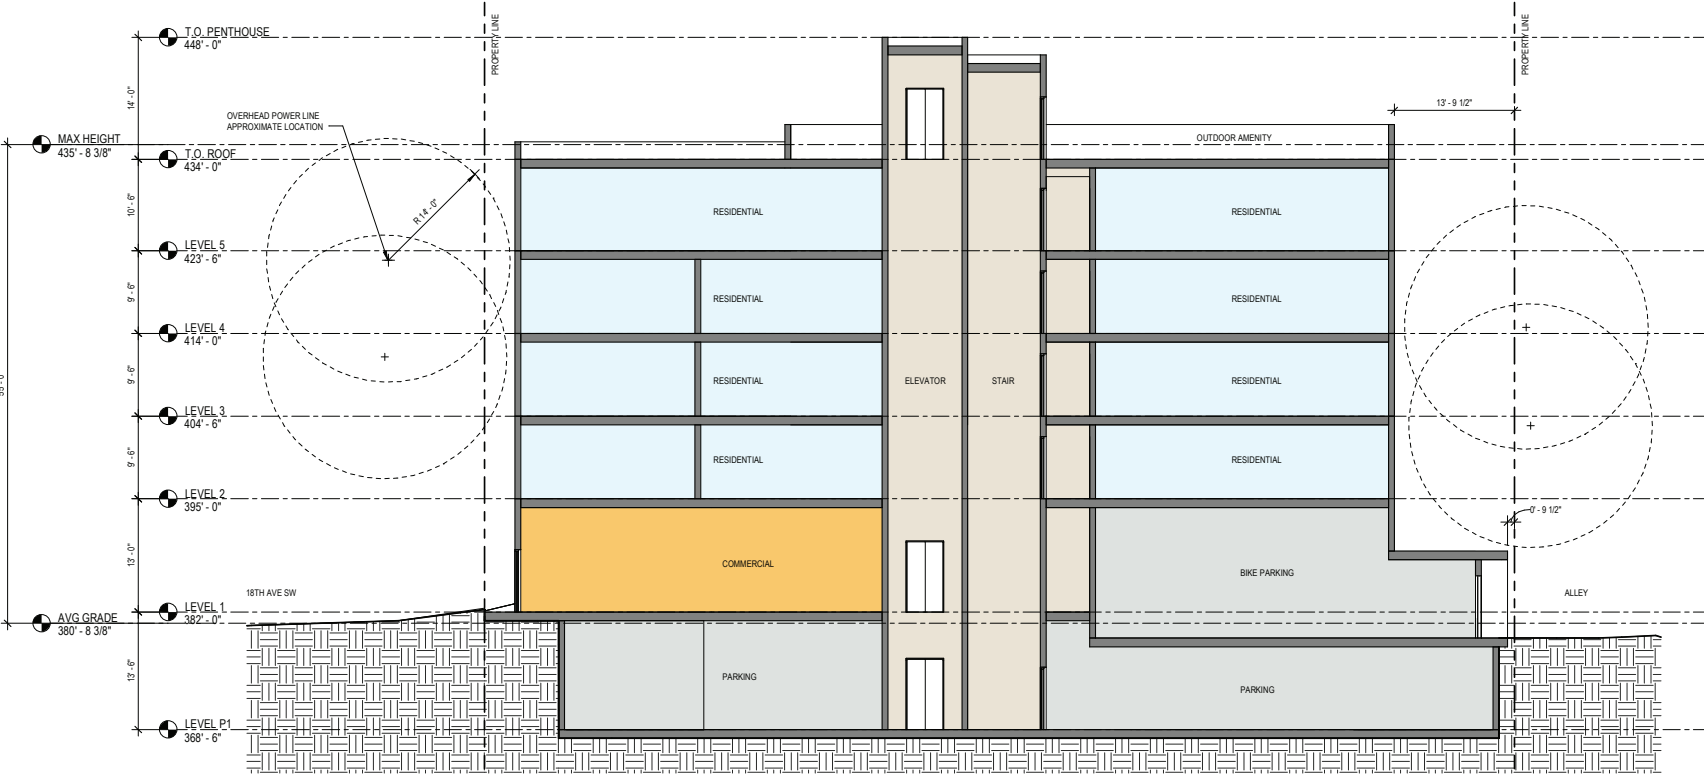 T.O. PENTHOUSE
448' - 0"
PROPERTY LINE
PROPERTY LINE
14' - 0"
13' - 9 1/2"
OVERHEAD POWER LINE
APPROXIMATE LOCATION
MAX HEIGHT
435' - 8 3/8"
OUTDOOR AMENITY
T.O. ROOF
434' - 0"
10' - 6"
R 14' - 0"
RESIDENTIAL
RESIDENTIAL
LEVEL 5
423' - 6"
9' - 6"
RESIDENTIAL
RESIDENTIAL
LEVEL 4
414' - 0"
9' - 6"
RESIDENTIAL
ELEVATOR
STAIR
RESIDENTIAL
LEVEL 3
404' - 6"
9' - 6"
RESIDENTIAL
RESIDENTIAL
LEVEL 2
395' - 0"
0' - 9 1/2"
13' - 0"
COMMERCIAL
BIKE PARKING
18TH AVE SW
ALLEY
LEVEL 1
382' - 0"
AVG GRADE
380' - 8 3/8"
13' - 6"
PARKING
PARKING
LEVEL P1
368' - 6"